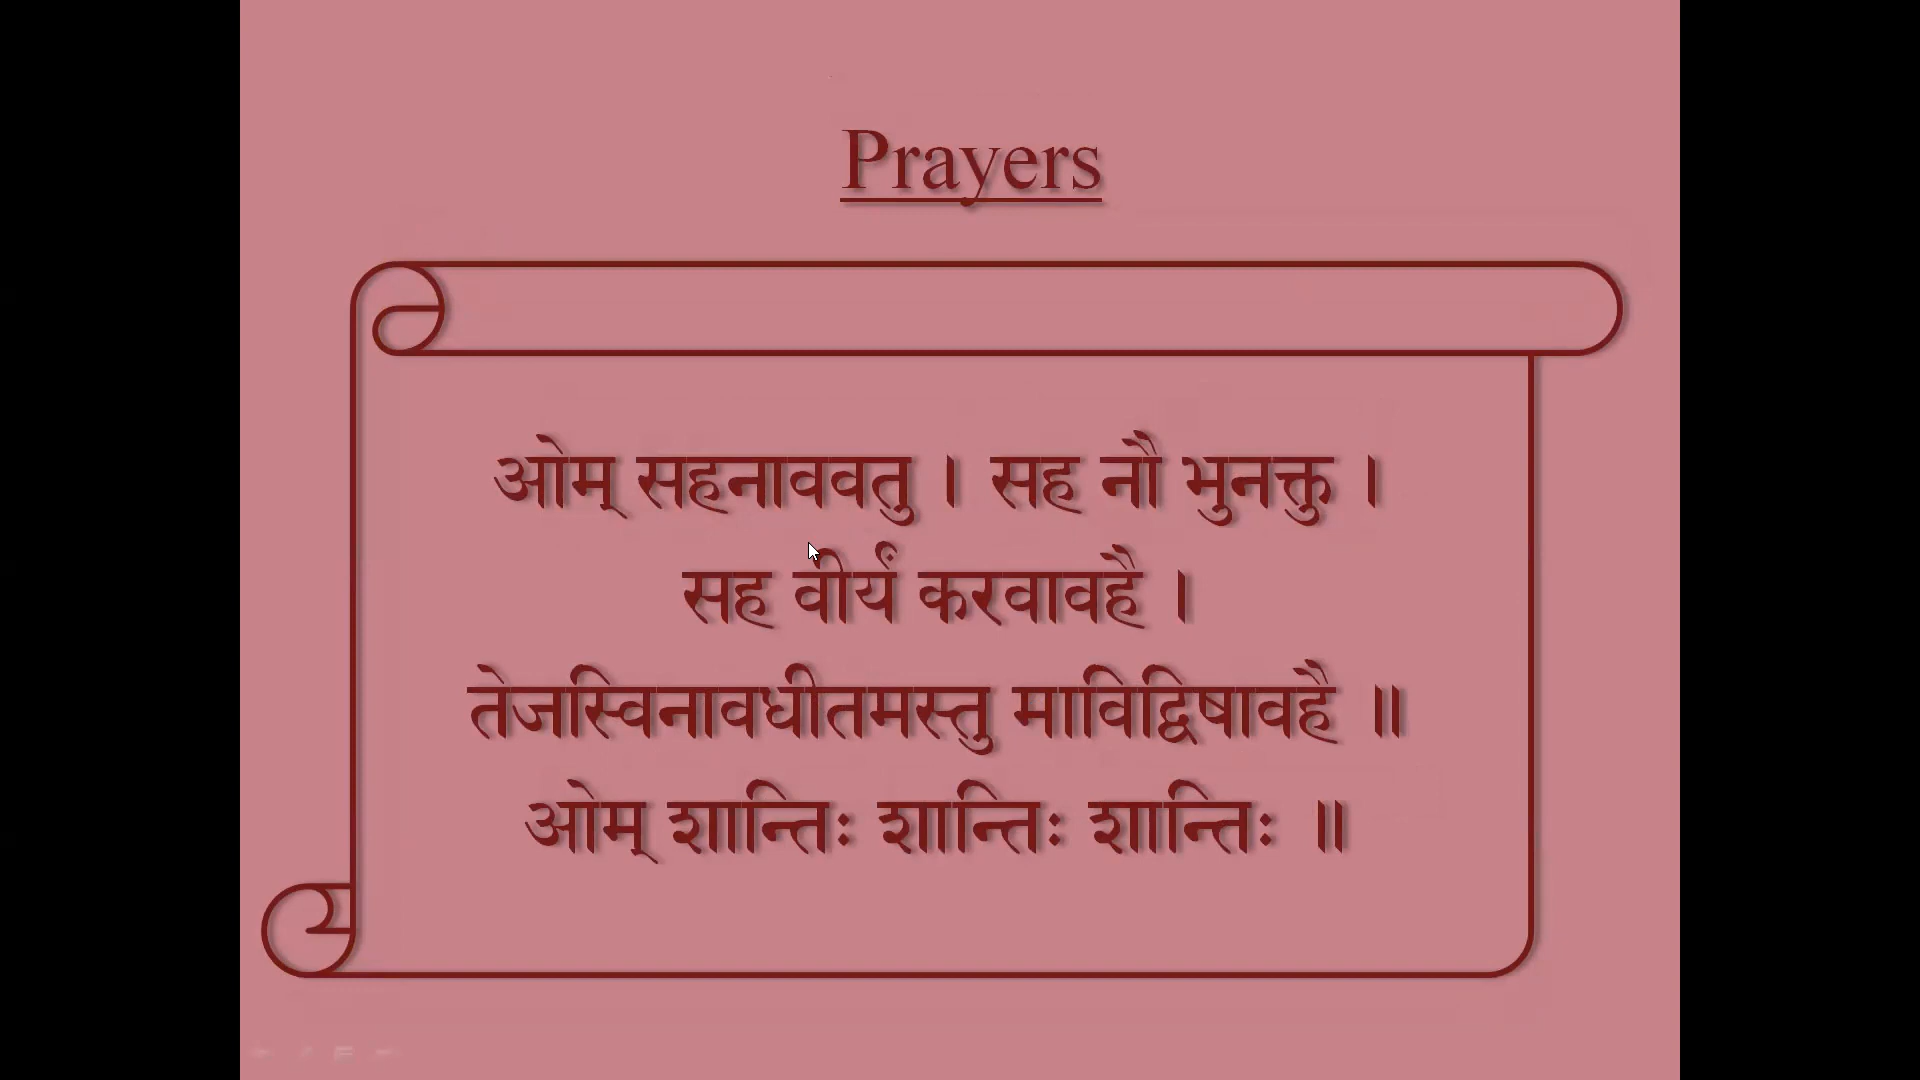 Prayers
ओम् सहनाववतु । सह नौ भुनक्तु ।
सह वीर्यं करवावहै ।
तेजस्विनावधीतमस्तु माविद्विषावहै ॥
ओम् शान्तिः शान्तिः शान्तिः ॥